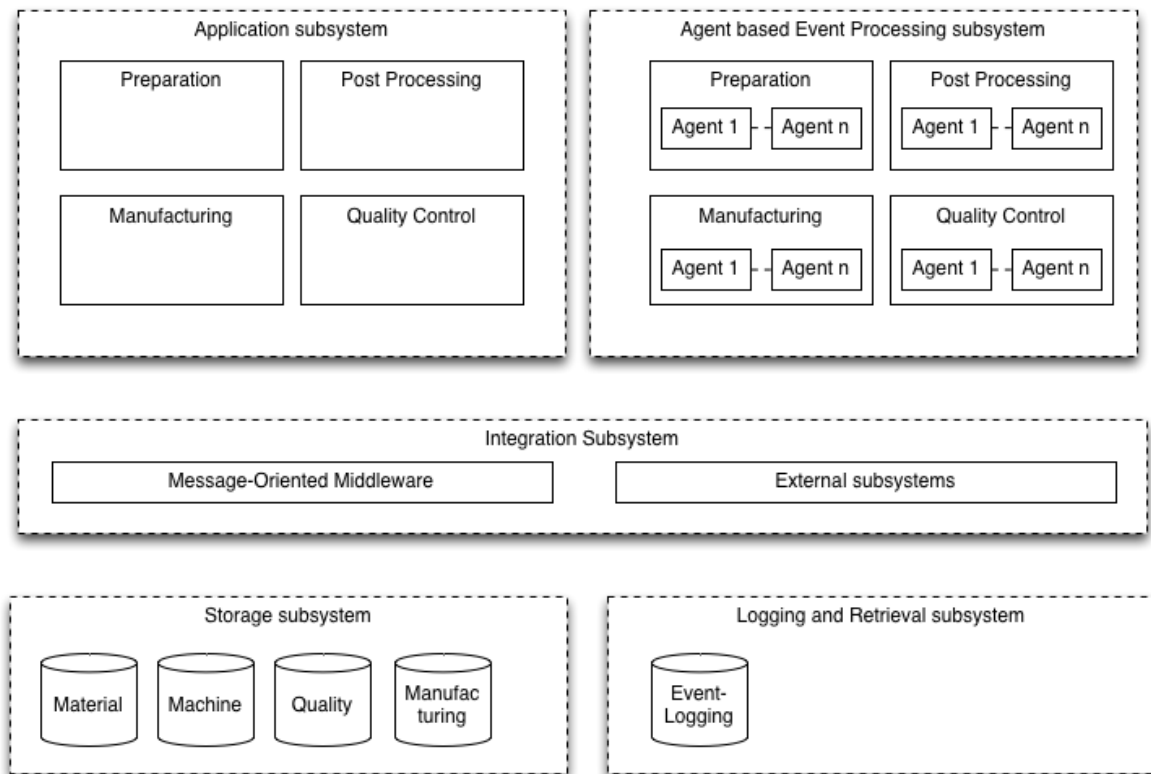 Application subsystem
Preparation
Post Processing
Manufacturing
Quality Control
Agent based Event Processing subsystem
Preparation
Agent 1
Agent n
Post Processing
Agent 1
Agent n
Manufacturing
Agent 1
Agent n
Quality Control
Agent 1
Agent n
Integration Subsystem
Message-Oriented Middleware
External subsystems
Storage subsystem
Material
Machine
Quality
Manufac
turing
Logging and Retrieval subsystem
Event-
Logging